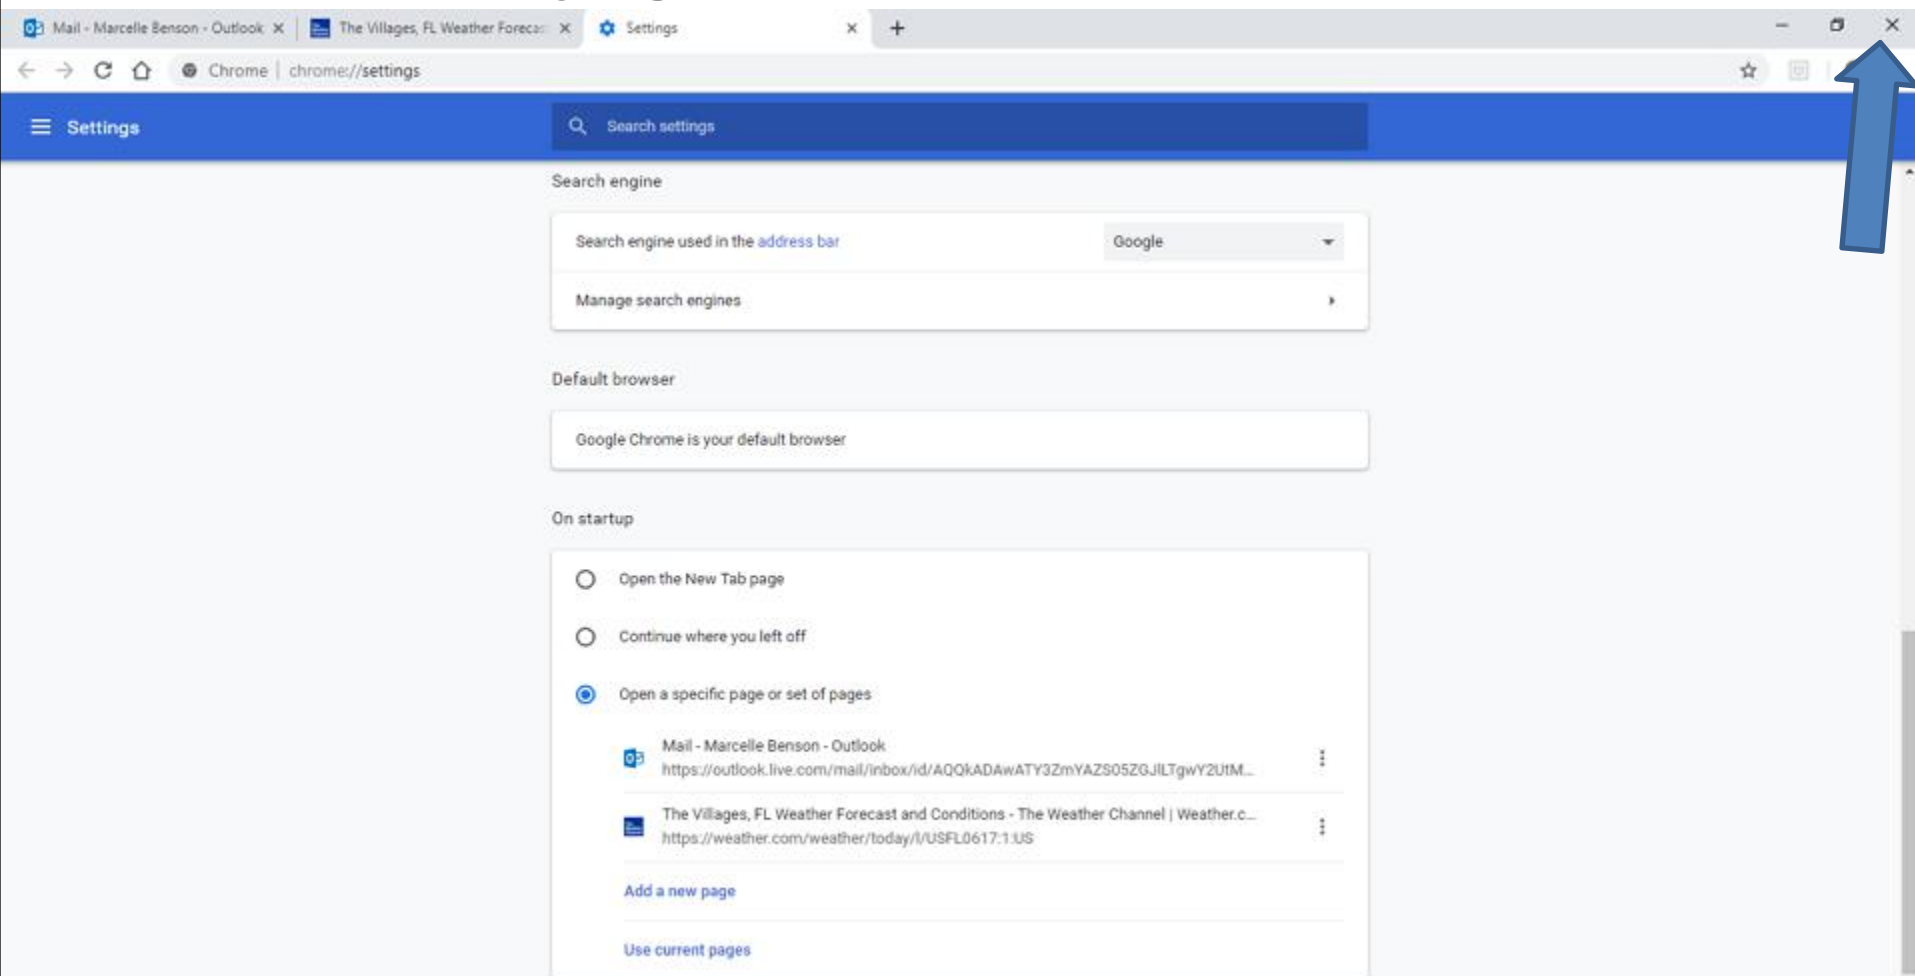 Mail - Marcelle Benson - Outlook
The Villages, FL Weather Forecas
Settings
Chrome | chrome://settings
Settings
Search settings
Search engine
Search engine used in the address bar
Google
Manage search engines
Default browser
Google Chrome is your default browser
On startup
Open the New Tab page
Continue where you left off
Open a specific page or set of pages
Mail - Marcelle Benson - Outlook
https://outlook.live.com/mail/inbox/id/AQQkADAwATY3ZmYAZS05ZGJlLTgwY2UtM...
The Villages, FL Weather Forecast and Conditions - The Weather Channel | Weather.c...
https://weather.com/weather/today/l/USFL0617:1:US
Add a new page
Use current pages